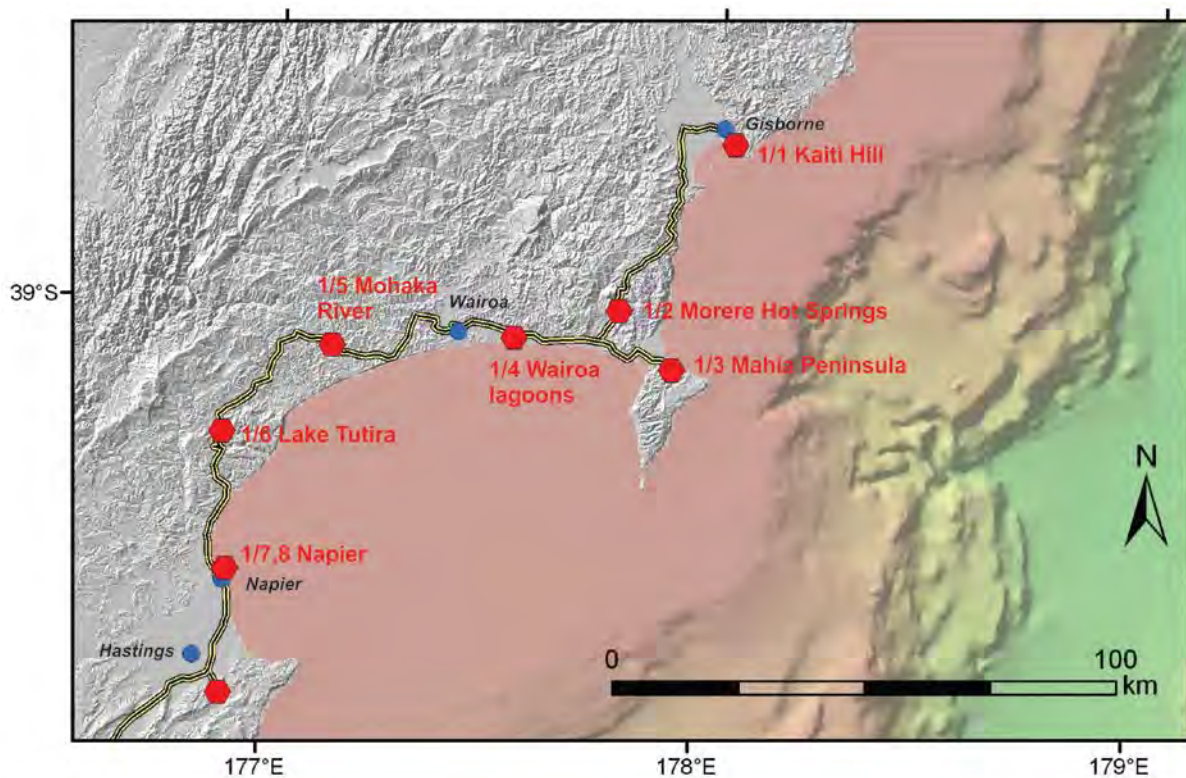 Gisborne
1/1 Kaiti Hill
39°S
1/5 Mohaka
River
Wairoa
1/2 Morere Hot Springs
1/4 Wairoa
lagoons
1/3 Mahia Peninsula
1/6 Lake Tutira
N
1/7,8 Napier
Napier
Hastings
0
100
km
177°E
178°E
179°E